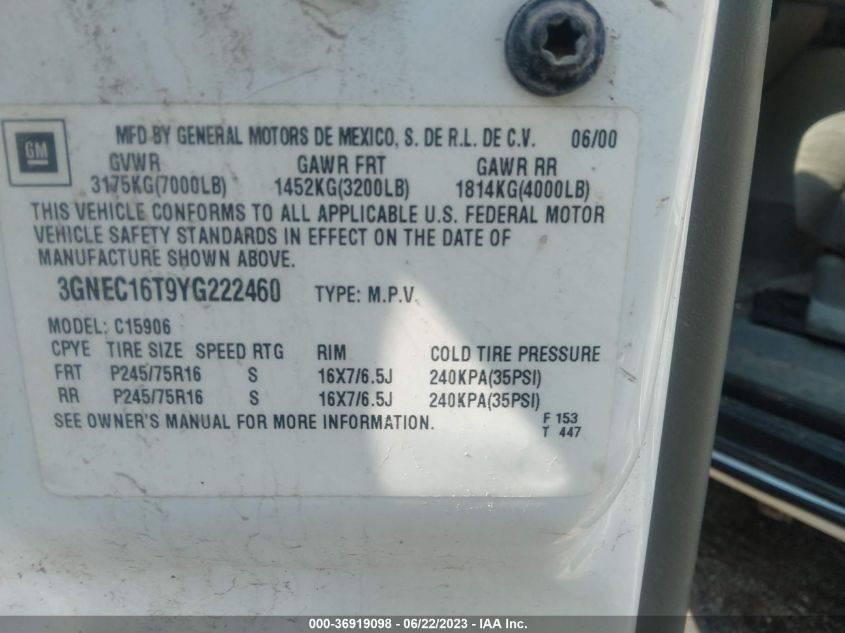 GM
MFD BY GENERAL MOTORS DE MEXICO, S. DE R.L. DE C.V. 06/00
GVWR GAWR FRT GAWR RR
3175KG(7000LB) 1452KG(3200LB) 1814KG(4000LB)
THIS VEHICLE CONFORMS TO ALL APPLICABLE U.S. FEDERAL MOTOR
VEHICLE SAFETY STANDARDS IN EFFECT ON THE DATE OF
MANUFACTURE SHOWN ABOVE.
3GNEC16T9YG222460 TYPE: M.P.V.
MODEL: C15906
CPYE TIRE SIZE SPEED RTG RIM COLD TIRE PRESSURE
FRT P245/75R16 S 16X7/6.5J 240KPA(35PSI)
RR P245/75R16 S 16X7/6.5J 240KPA(35PSI)
SEE OWNER'S MANUAL FOR MORE INFORMATION. F 153
T 447
000-36919098 - 06/22/2023 - IAA Inc.